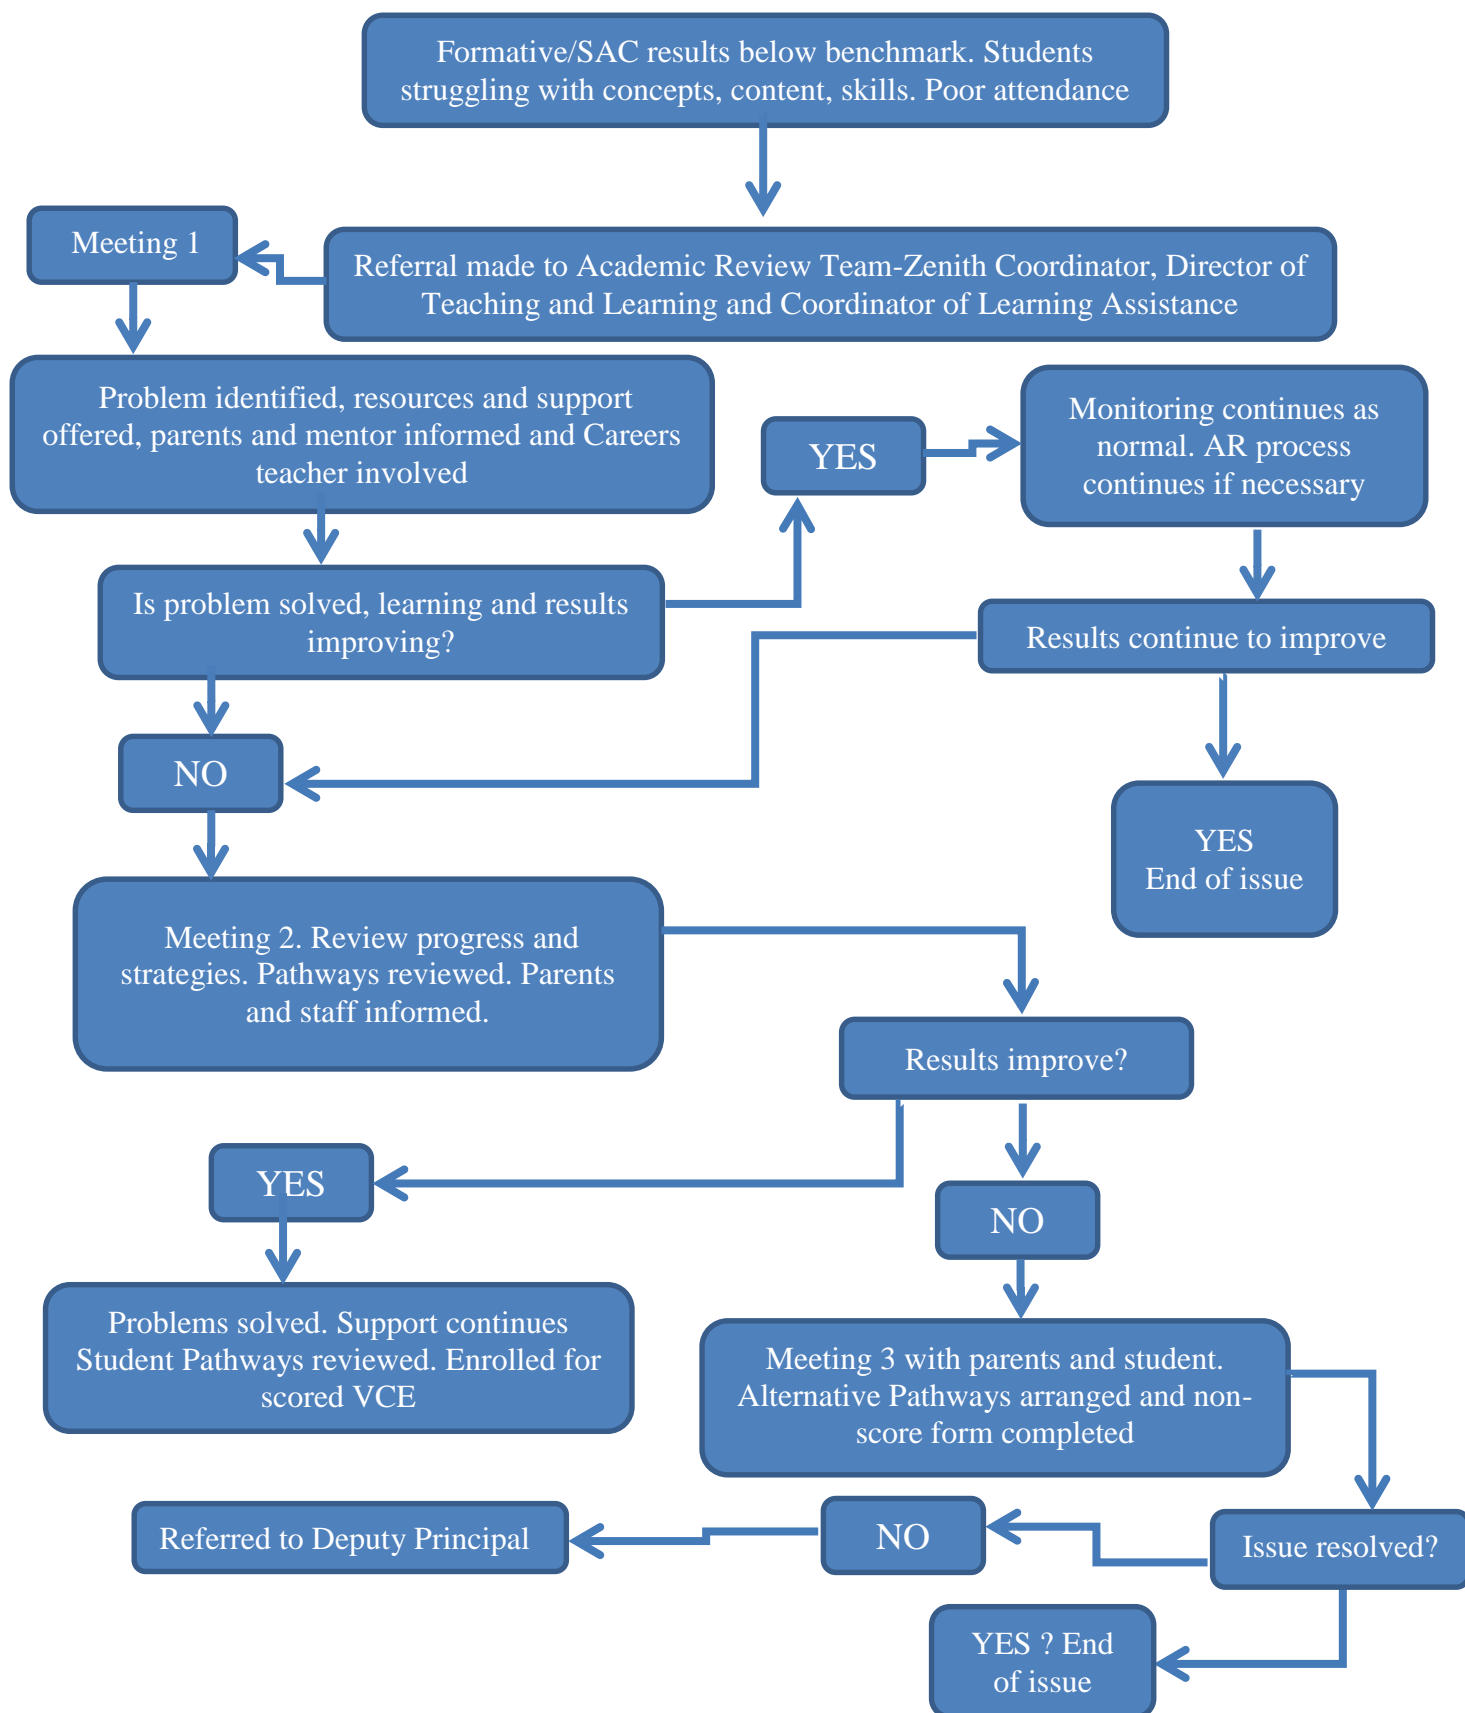 Formative/SAC results below benchmark. Students
struggling with concepts, content, skills. Poor attendance
Meeting 1
Referral made to Academic Review Team-Zenith Coordinator, Director of
Teaching and Learning and Coordinator of Learning Assistance
Problem identified, resources and support
offered, parents and mentor informed and Careers
teacher involved
YES
Monitoring continues as
normal. AR process
continues if necessary
Is problem solved, learning and results
improving?
Results continue to improve
NO
YES
End of issue
Meeting 2. Review progress and
strategies. Pathways reviewed. Parents
and staff informed.
Results improve?
YES
NO
Problems solved. Support continues
Student Pathways reviewed. Enrolled for
scored VCE
Meeting 3 with parents and student.
Alternative Pathways arranged and non-
score form completed
Referred to Deputy Principal
NO
Issue resolved?
YES ? End
of issue